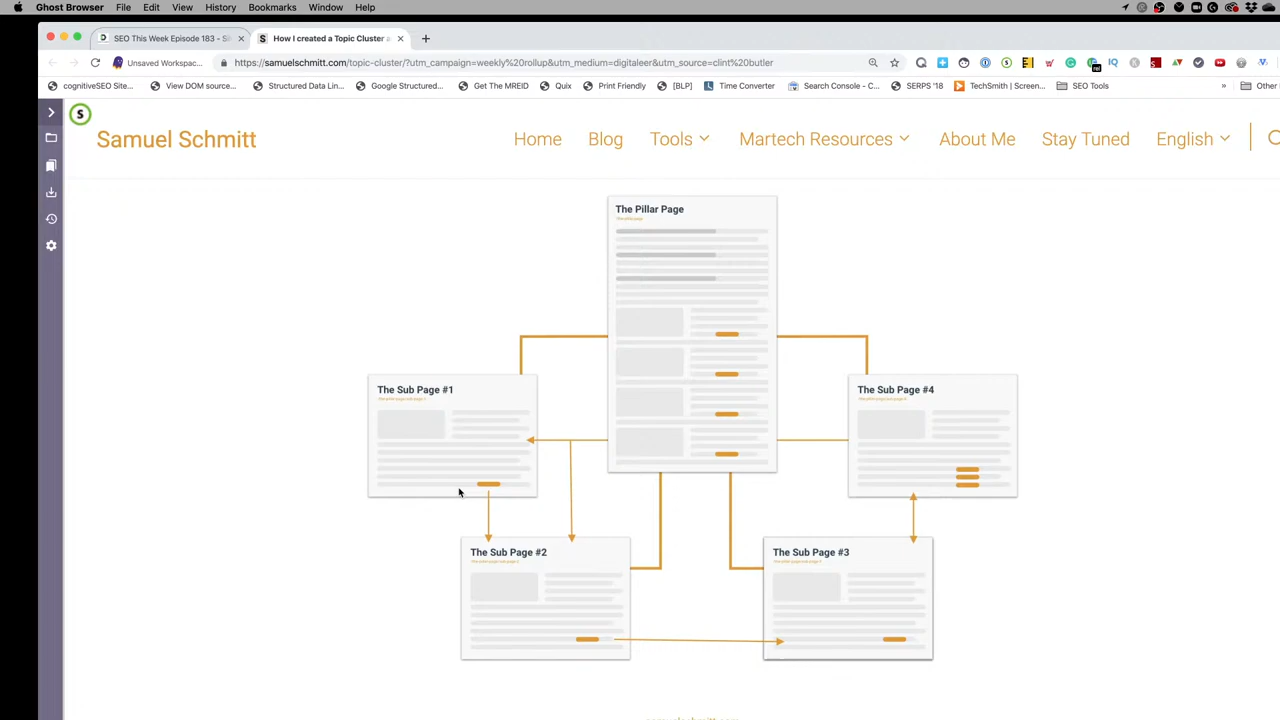 Ghost Browser File Edit View History Bookmarks Window Help
SEO This Week Episode 183 - Si
How I created a Topic Cluster a
Unsaved Workspac...
https://samuelschmitt.com/topic-cluster/?utm_campaign=weekly%20rollup&utm_medium=digitaleer&utm_source=clint%20butler
cognitiveSEO Site... View DOM source... Structured Data Lin... Google Structured... Get The MREID Quix Print Friendly [BLP] Time Converter Search Console - C... SERPS '18 TechSmith | Screen... SEO Tools » Other
Samuel Schmitt
Home Blog Tools Martech Resources About Me Stay Tuned English
The Pillar Page
The Sub Page #1
The Sub Page #4
The Sub Page #2
The Sub Page #3